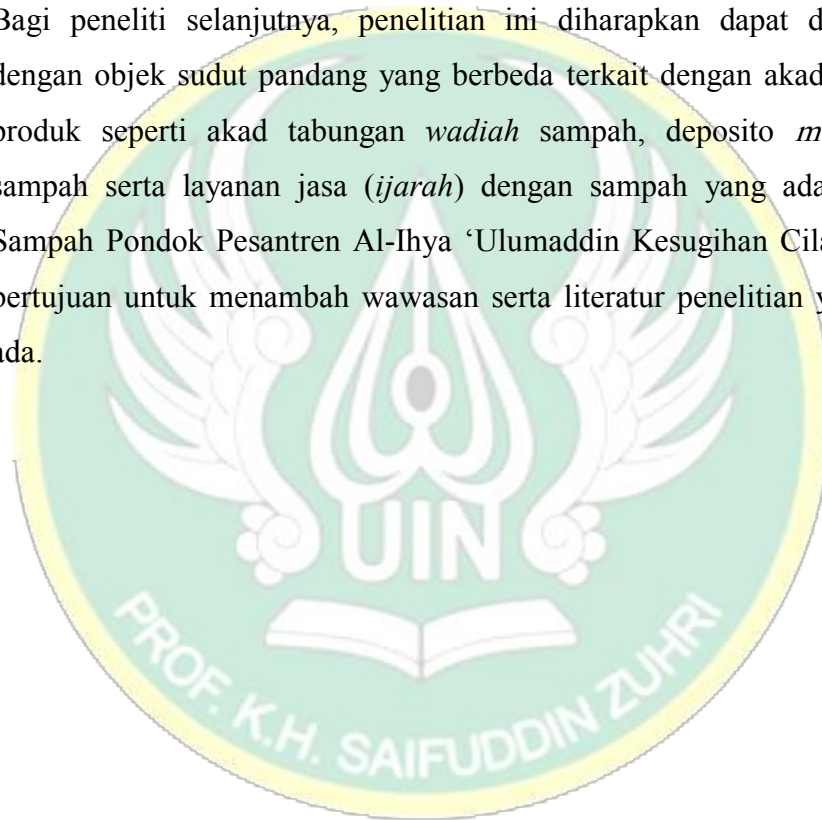 Bagi peneliti selanjutnya, penelitian ini diharapkan dapat
dengan objek sudut pandang yang berbeda terkait dengan akad
produk seperti akad tabungan wadiah sampah, deposito
sampah serta layanan jasa (ijarah) dengan sampah yang ada
Sampah Pondok Pesantren Al-Ihya ‘Ulumaddin Kesugihan
bertujuan untuk menambah wawasan serta literatur penelitian
ada.
UIN
PROF. K.H. SAIFUDDIN ZUHRI